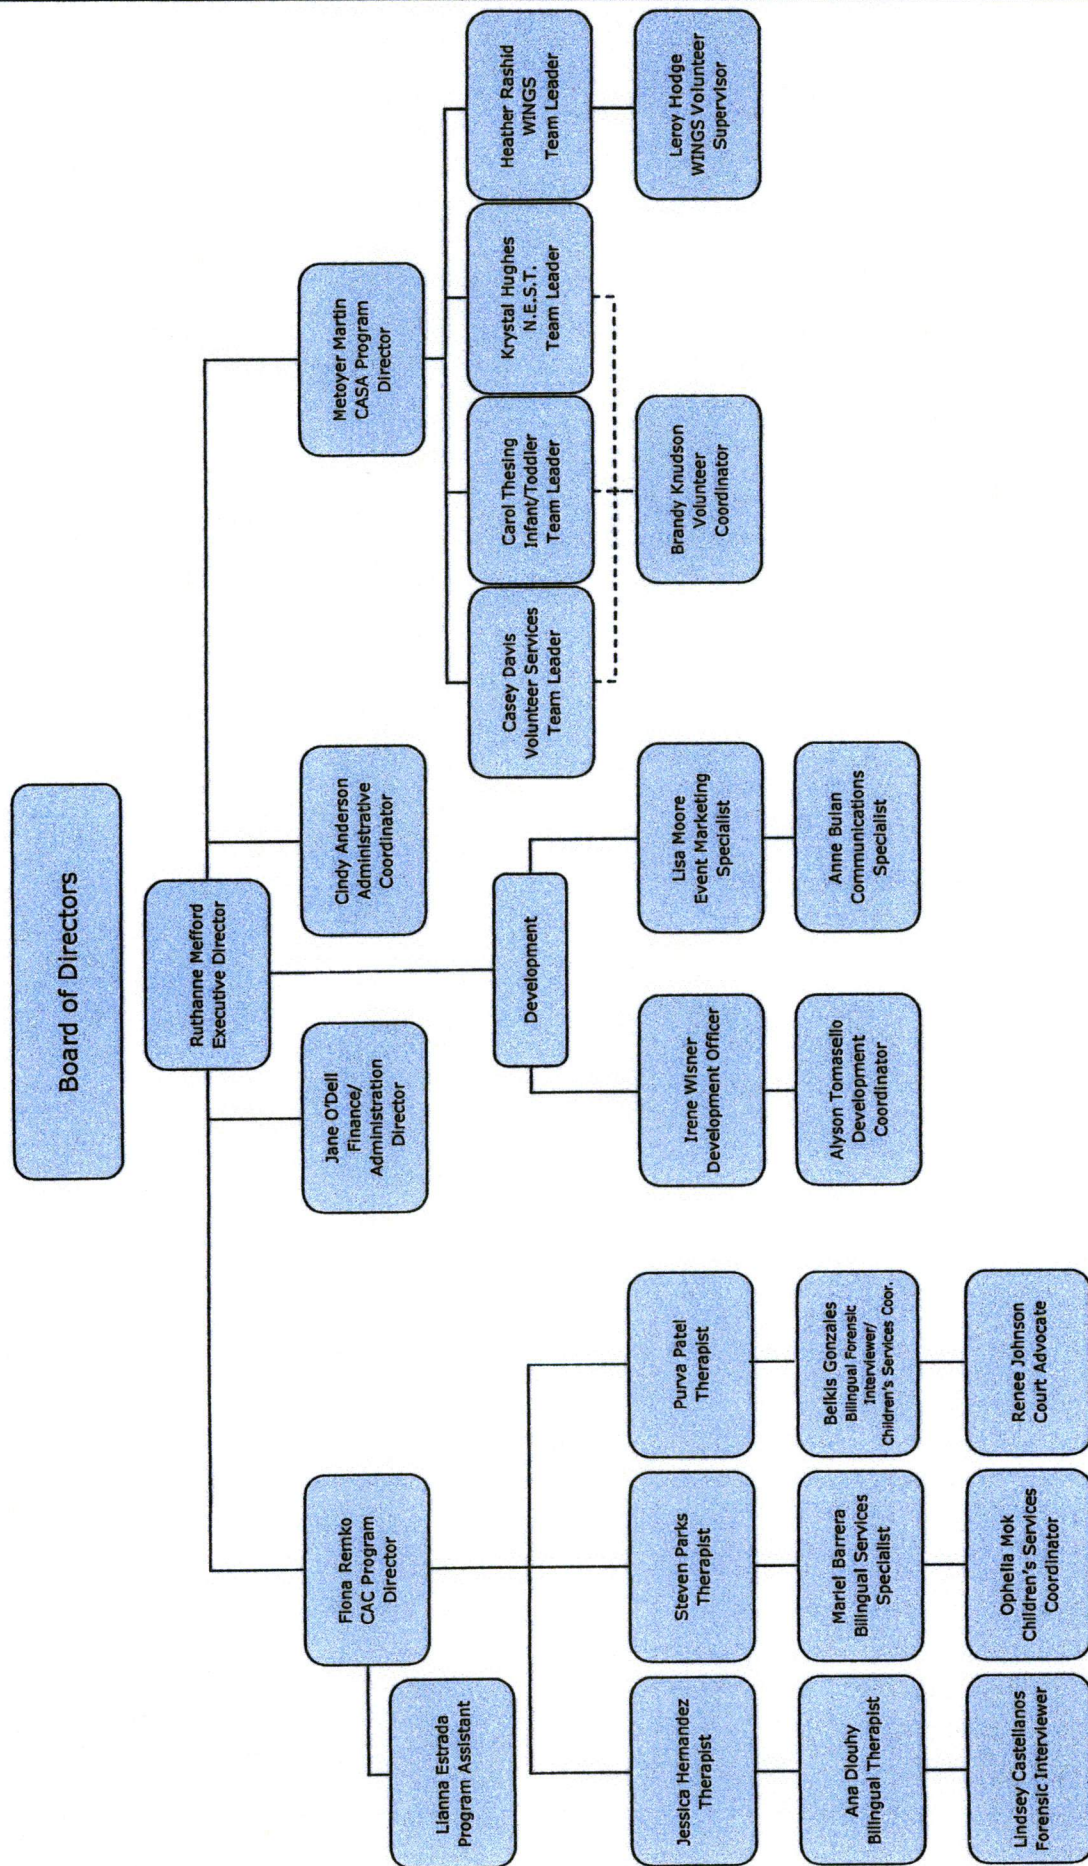 Board of Directors
Ruthanne Mefford
Executive Director
Fiona Remko
CAC Program
Director
Jane O'Dell
Finance/
Administration
Director
Cindy Anderson
Administrative
Coordinator
Metoyer Martin
CASA Program
Director
Lianna Estrada
Program Assistant
Development
Casey Davis
Volunteer Services
Team Leader
Carol Thesing
Infant/Toddler
Team Leader
Krystal Hughes
N.E.S.T.
Team Leader
Heather Rashid
WINGS
Team Leader
Jessica Hernandez
Therapist
Steven Parks
Therapist
Purva Patel
Therapist
Irene Wisner
Development Officer
Lisa Moore
Event Marketing
Specialist
Brandy Knudson
Volunteer
Coordinator
Leroy Hodge
WINGS Volunteer
Supervisor
Ana Dlouhy
Bilingual Therapist
Mariel Barrera
Bilingual Services
Specialist
Belkis Gonzales
Bilingual Forensic
Interviewer/
Children's Services Coor.
Alyson Tomasello
Development
Coordinator
Anne Bulan
Communications
Specialist
Lindsey Castellanos
Forensic Interviewer
Ophelia Mok
Children's Services
Coordinator
Renee Johnson
Court Advocate